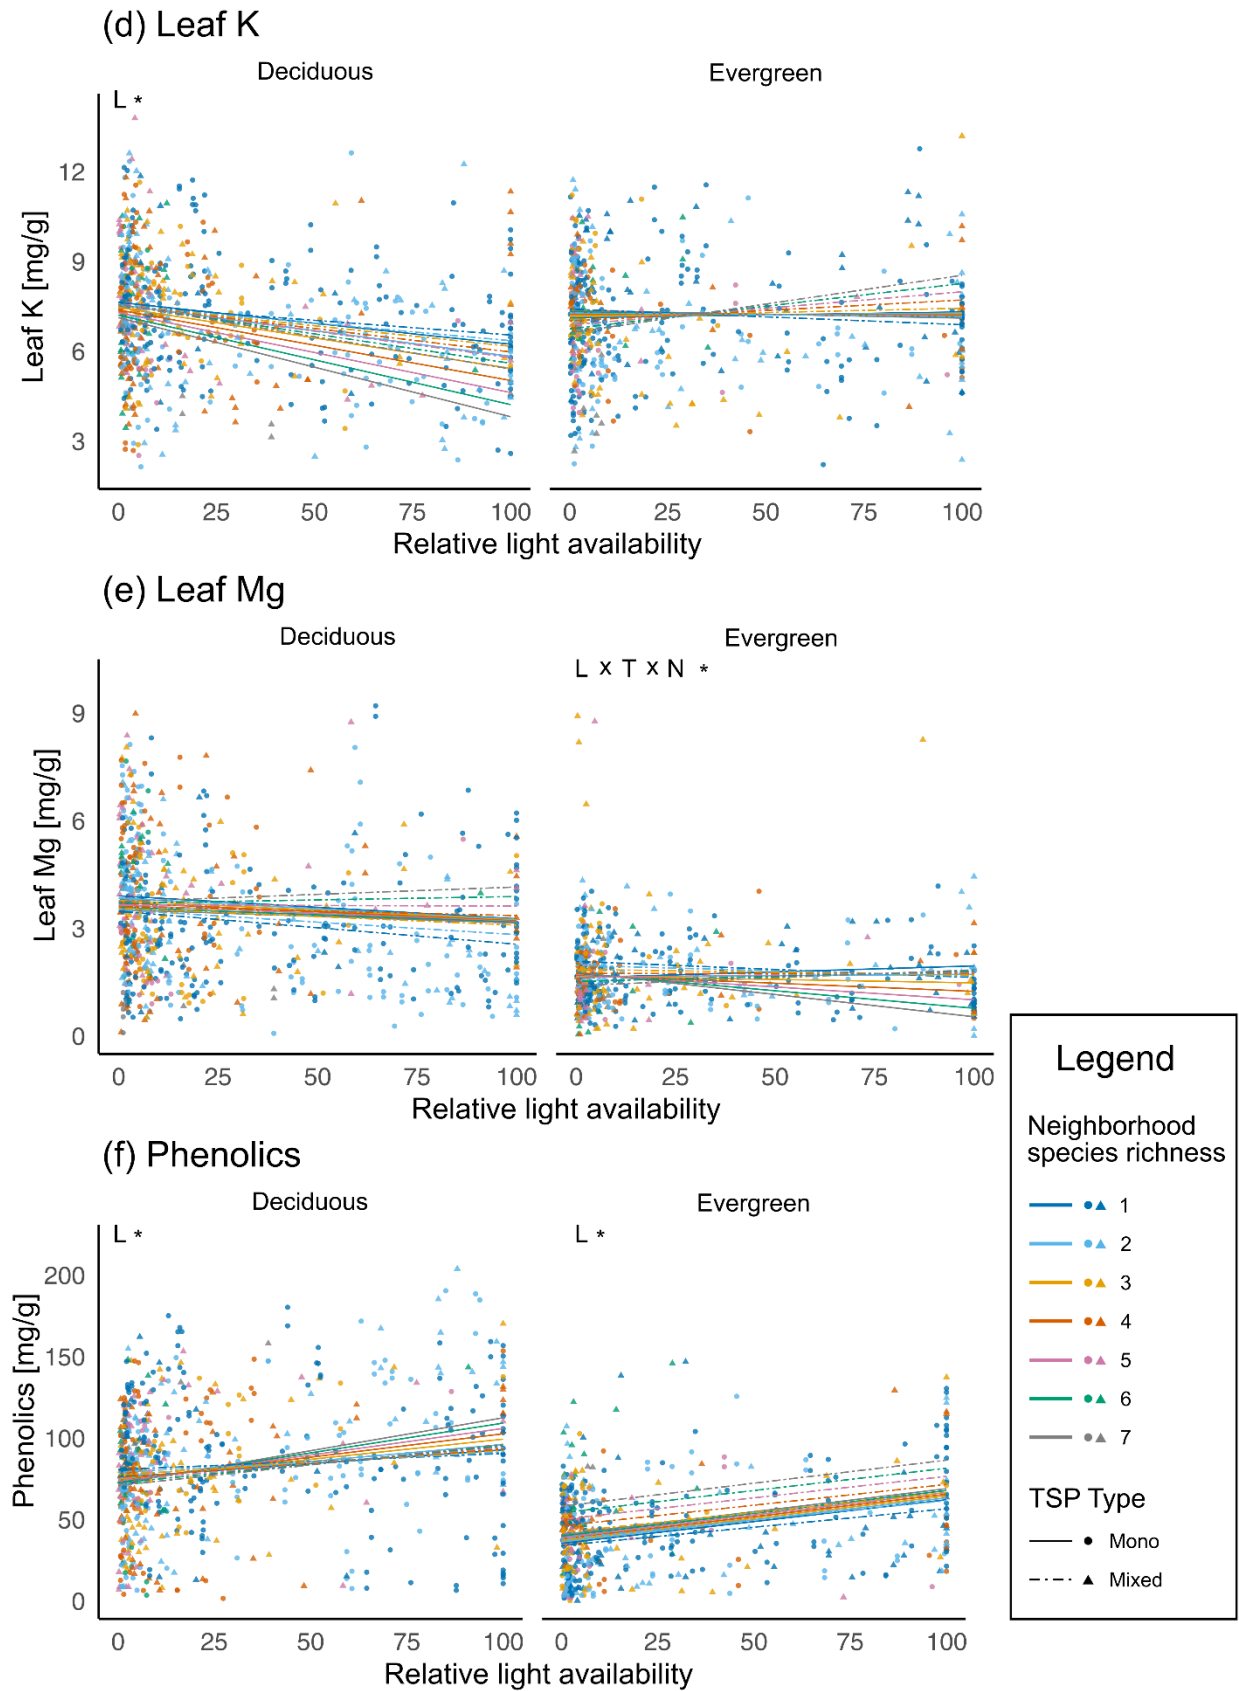 (d) Leaf K
Deciduous
Evergreen
L *
Leaf K [mg/g]
12
9
6
3
0 25 50 75 100
0 25 50 75 100
Relative light availability
(e) Leaf Mg
Deciduous
Evergreen
L x T x N *
Leaf Mg [mg/g]
9
6
3
0
0 25 50 75 100
0 25 50 75 100
Relative light availability
(f) Phenolics
Deciduous
Evergreen
L *
L *
Phenolics [mg/g]
200
150
100
50
0
0 25 50 75 100
0 25 50 75 100
Relative light availability
Legend
Neighborhood
species richness
1
2
3
4
5
6
7
TSP Type
Mono
Mixed